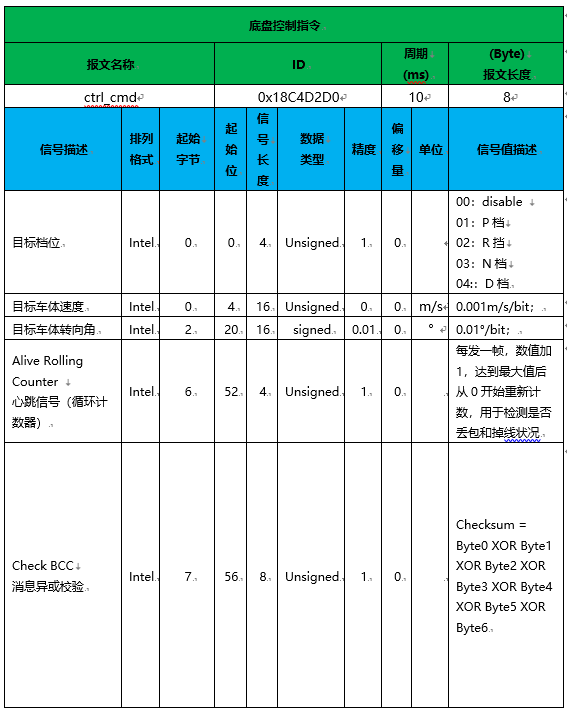 底盘控制指令
报文名称 ID 周期 (ms) (Byte) 报文长度
ctrl_cmd 0x18C4D2D0 10 8
信号描述 排列格式 起始字节 起始位 信号长度 数据类型 精度 偏移量 单位 信号值描述
目标档位 Intel 0 0 4 Unsigned 1 0
00：disable
01：P 档
02：R 挡
03：N 档
04:：D 档
目标车体速度 Intel 0 4 16 Unsigned 0 0 m/s 0.001m/s/bit；
目标车体转向角 Intel 2 20 16 signed 0.01 0 ° 0.01°/bit；
Alive Rolling
Counter
心跳信号（循环计
数器） Intel 6 52 4 Unsigned 1 0
每发一帧，数值加
1，达到最大值后
从 0 开始重新计
数，用于检测是否
丢包和掉线状况
Check BCC
消息异或校验 Intel 7 56 8 Unsigned 1 0
Checksum =
Byte0 XOR Byte1
XOR Byte2 XOR
Byte3 XOR Byte4
XOR Byte5 XOR
Byte6